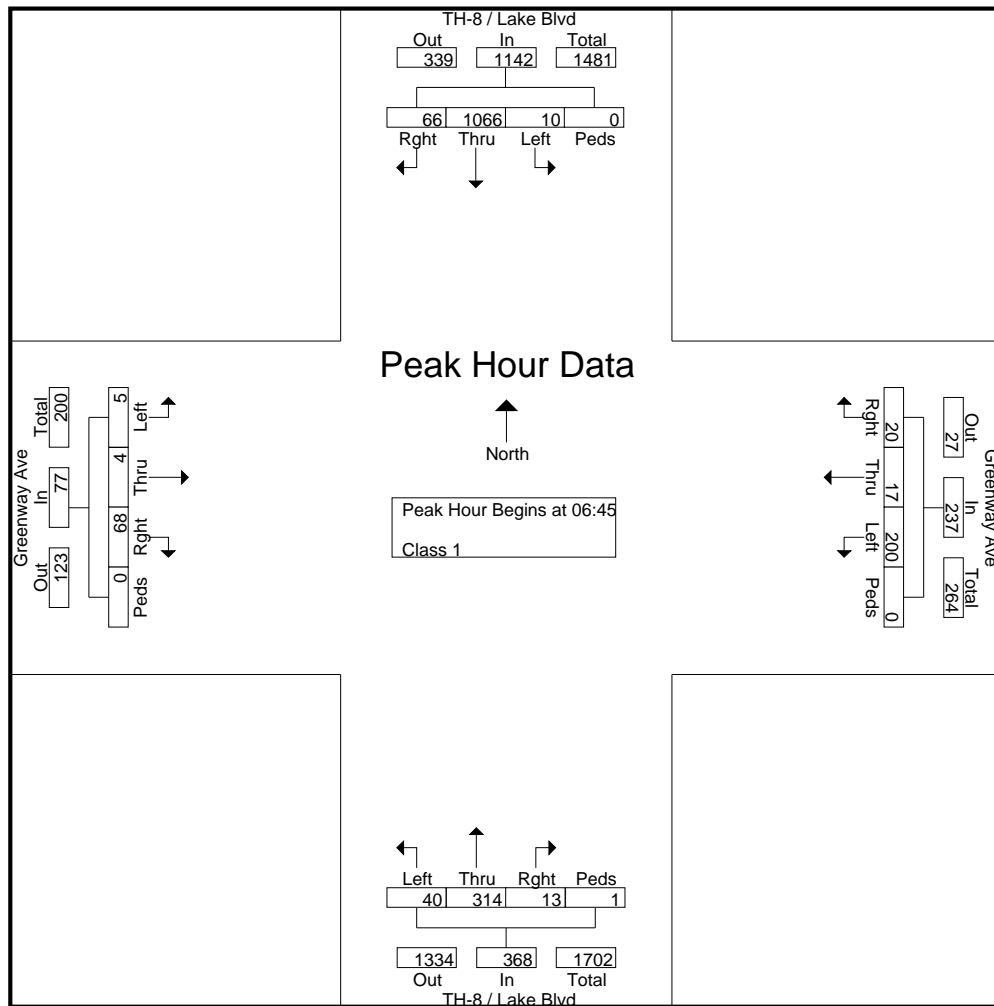 TH-8 / Lake Blvd
Out In Total
339 1142 1481
66 1066 10 0
Rght Thru Left Peds
Peak Hour Data
North
Peak Hour Begins at 06:45
Class 1
Greenway Ave
Total In Out
200 77 123
5 4 68 0
Left Thru Rght Peds
Rght Thru Left Peds
20 17 200 0
Out In Total
27 237 264
Greenway Ave
Left Thru Rght Peds
40 314 13 1
1334 368 1702
Out In Total
TH-8 / Lake Blvd